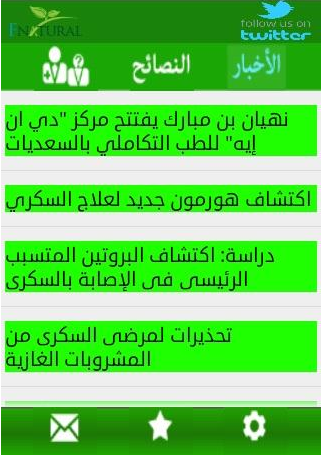 ENATURAL
follow us on
twitter
الأخبار
النصائح
نهيان بن مبارك يفتتح مركز "دي ان
إيه" للطب التكاملي بالسعديات
اكتشاف هورمون جديد لعلاج السكري
دراسة: اكتشاف البروتين المتسبب
الرئيسى فى الإصابة بالسكرى
تحذيرات لمرضى السكرى من
المشروبات الغازية